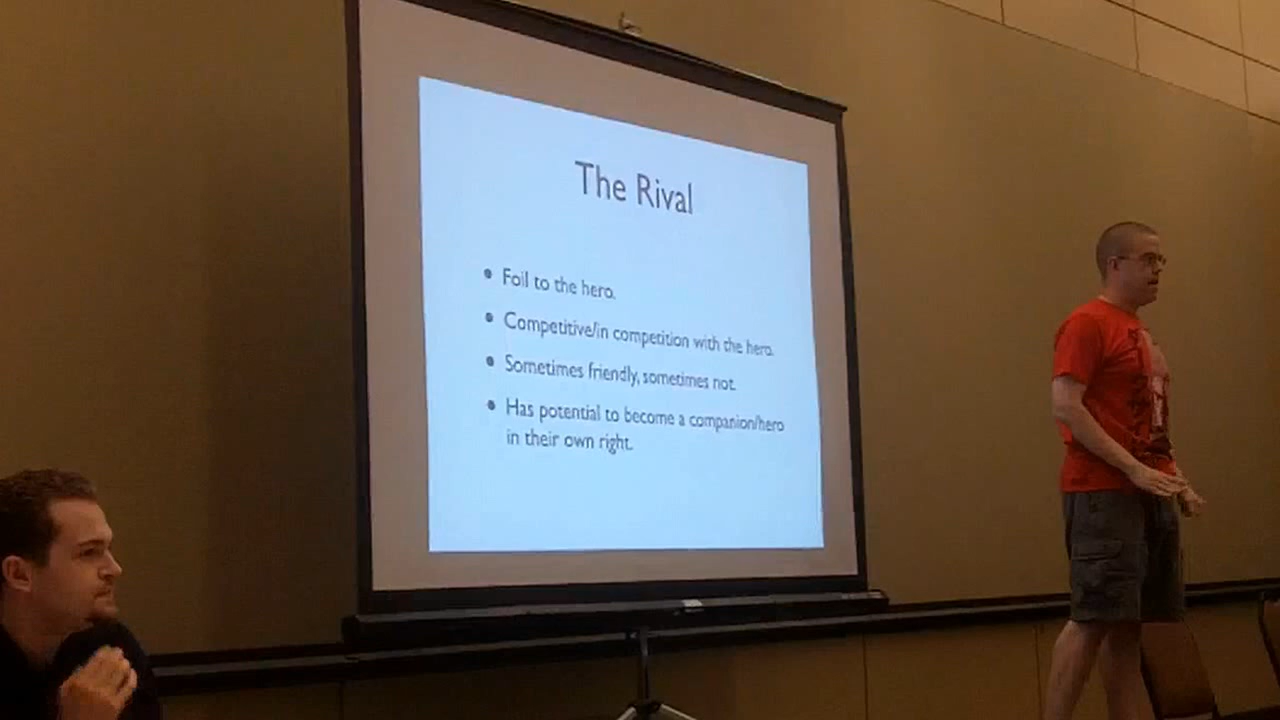 The Rival
• Foil to the hero.
• Competitive/in competition with the hero.
• Sometimes friendly, sometimes not.
• Has potential to become a companion/hero
in their own right.